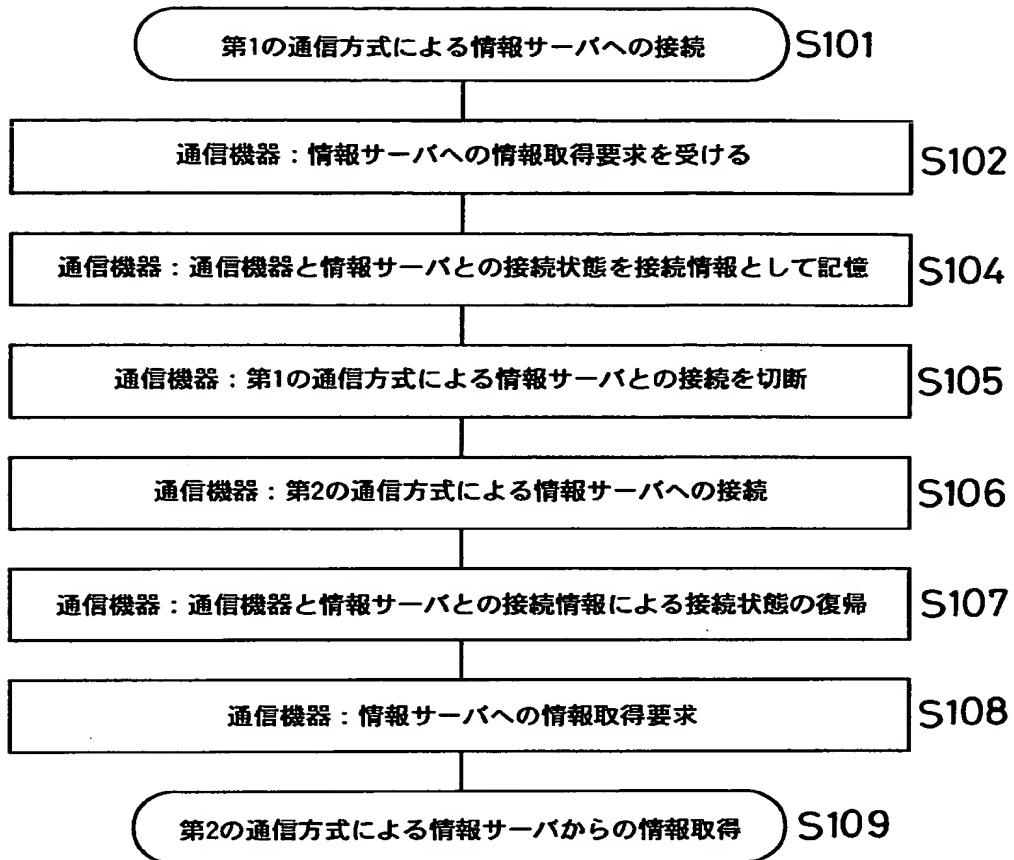 第1の通信方式による情報サーバへの接続 S101
通信機器：情報サーバへの情報取得要求を受ける S102
通信機器：通信機器と情報サーバとの接続状態を接続情報として記憶 S104
通信機器：第1の通信方式による情報サーバとの接続を切断 S105
通信機器：第2の通信方式による情報サーバへの接続 S106
通信機器：通信機器と情報サーバとの接続情報による接続状態の復帰 S107
通信機器：情報サーバへの情報取得要求 S108
第2の通信方式による情報サーバからの情報取得 S109